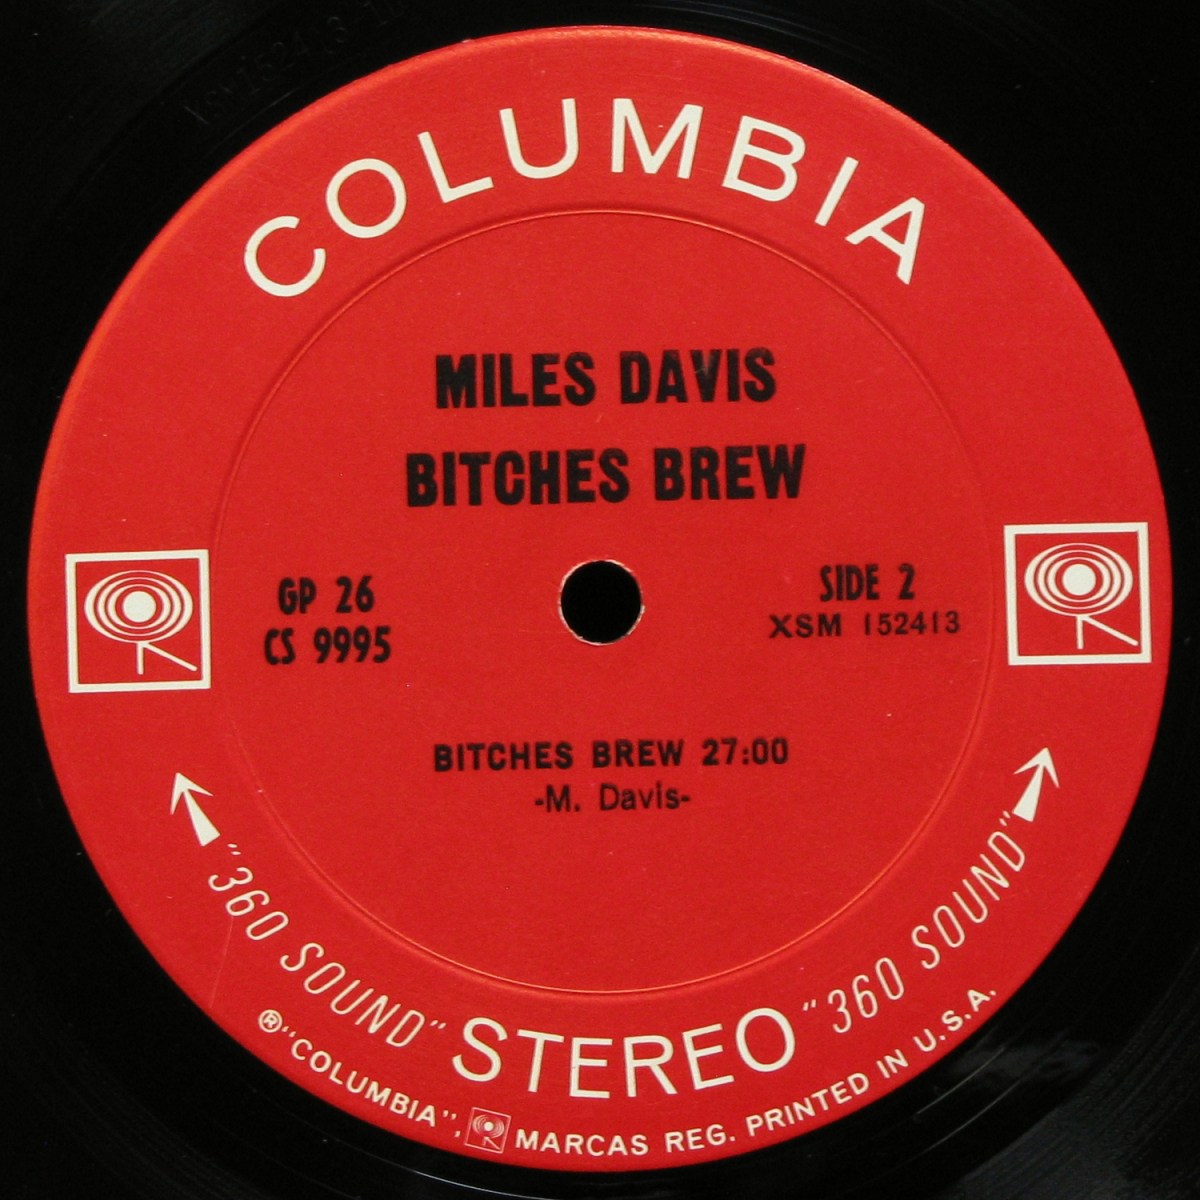 COLUMBIA
MILES DAVIS
BITCHES BREW
GP 26
CS 9995
SIDE 2
XSM 152413
BITCHES BREW 27:00
-M. Davis-
"360 SOUND" STEREO "360 SOUND"
®"COLUMBIA", MARCAS REG. PRINTED IN U.S.A.